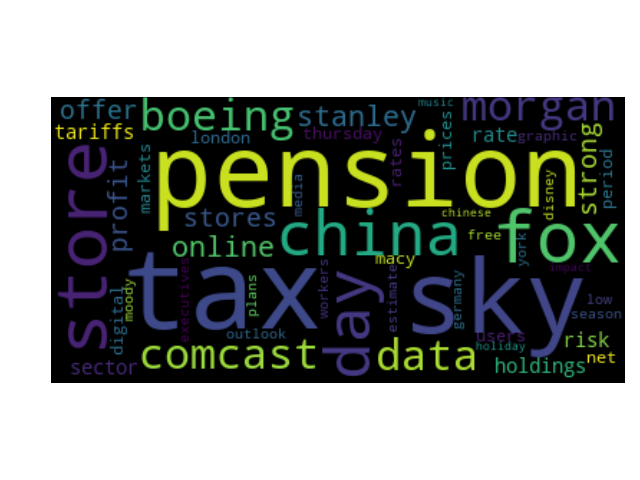 offer
boeing
stanley
music
morgan
tariffs
london
thursday
prices
rate
graphic
strong
store
profit
markets
pension
rates
media
disney
period
stores
chinese
online
china
macy
free
fox
york
tax
executives
plans
workers
day
estimate
sky
germany
impact
low
season
digital
moody
outlook
users
holiday
risk
sector
comcast
data
holdings
net